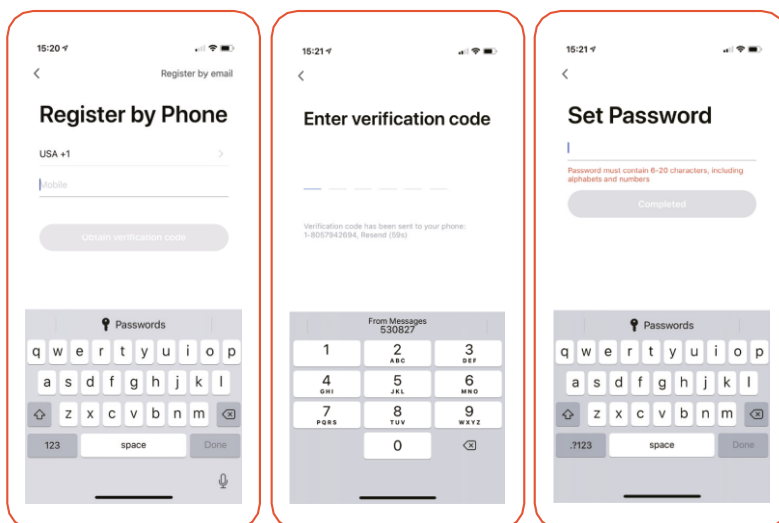 15:20
Register by email
Register by Phone
USA +1
Mobile
Obtain verification code
Passwords
q w e r t y u i o p
a s d f g h j k l
z x c v b n m
123 space Done
15:21
Enter verification code
Verification code has been sent to your phone:
1-8057942694, Resend (59s)
From Messages
530827
1 2 3
ABC DEF
4 5 6
GHI JKL MNO
7 8 9
PQRS TUV WXYZ
0
15:21
Set Password
Password must contain 6-20 characters, including
alphabets and numbers
Completed
Passwords
q w e r t y u i o p
a s d f g h j k l
z x c v b n m
.?123 space Done